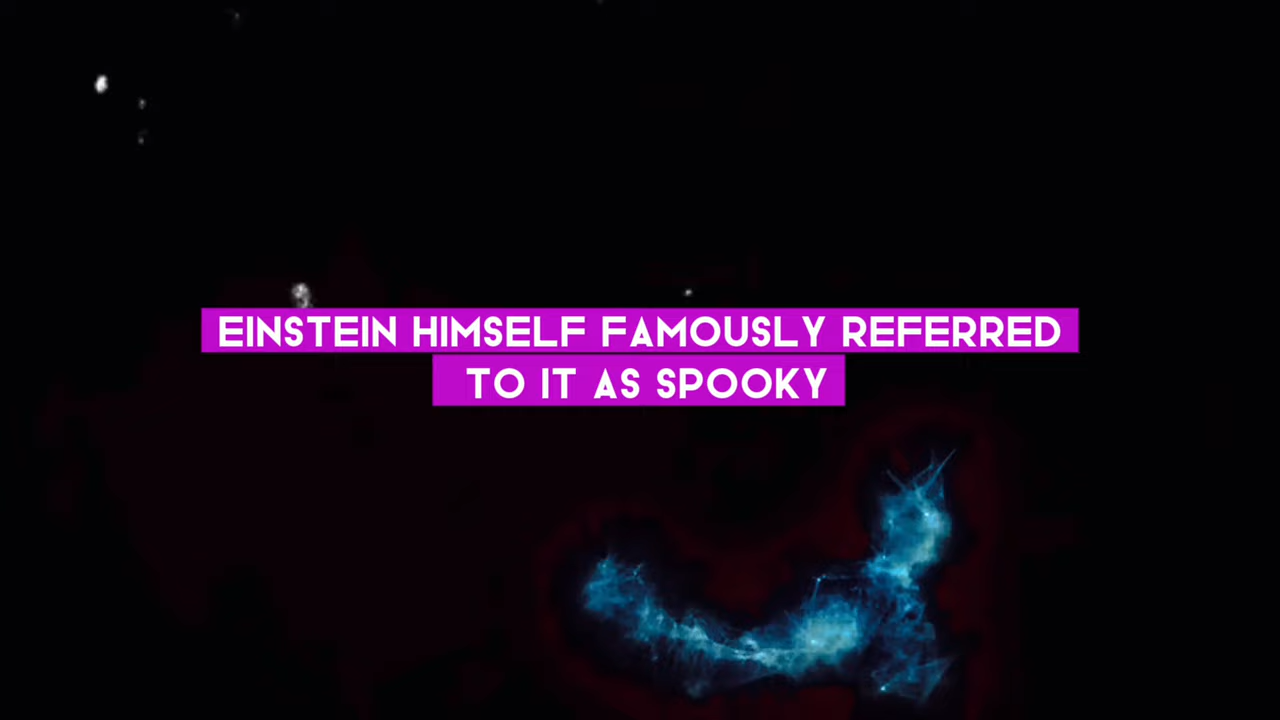 EINSTEIN HIMSELF FAMOUSLY REFERRED
TO IT AS SPOOKY